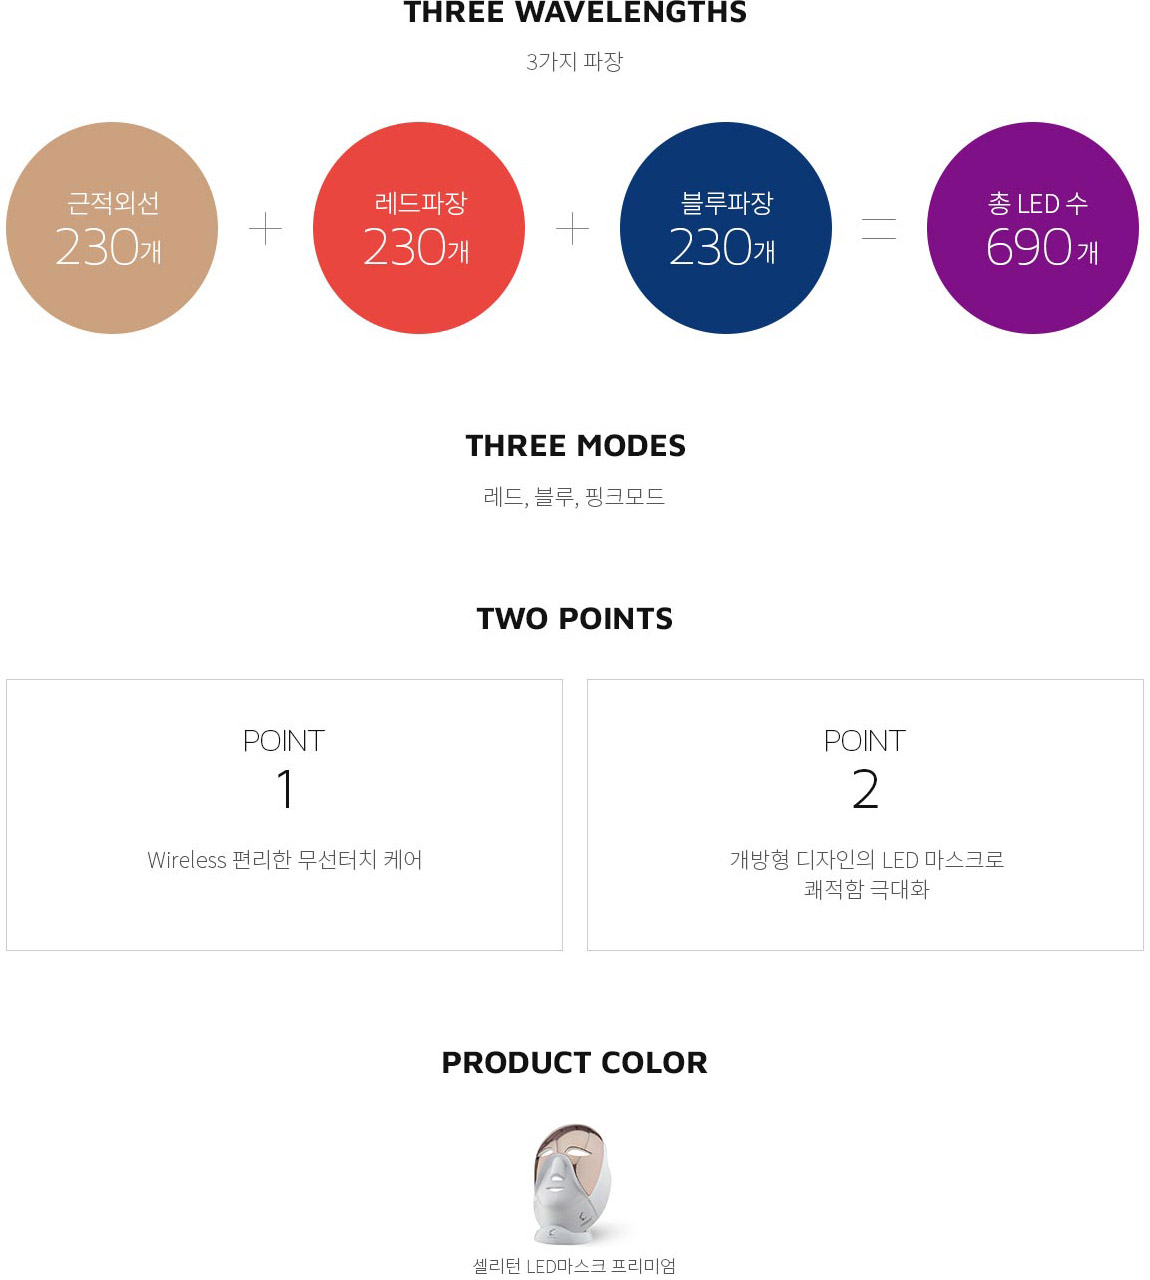 THREE WAVELENGTHS
3가지 파장
근적외선
230개
+
레드파장
230개
+
블루파장
230개
=
총 LED 수
690개
THREE MODES
레드, 블루, 핑크모드
TWO POINTS
POINT
1
Wireless 편리한 무선터치 케어
POINT
2
개방형 디자인의 LED 마스크로
쾌적함 극대화
PRODUCT COLOR
셀리턴 LED마스크 프리미엄